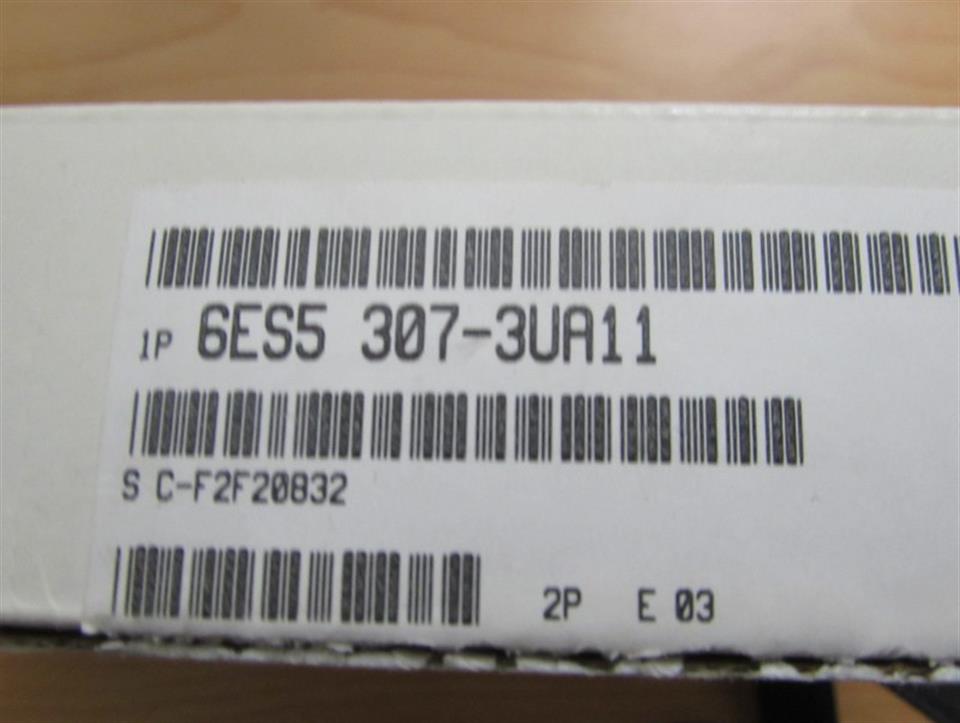 1P 6ES5 307-3UA11
S C-F2F20832
2P E 03